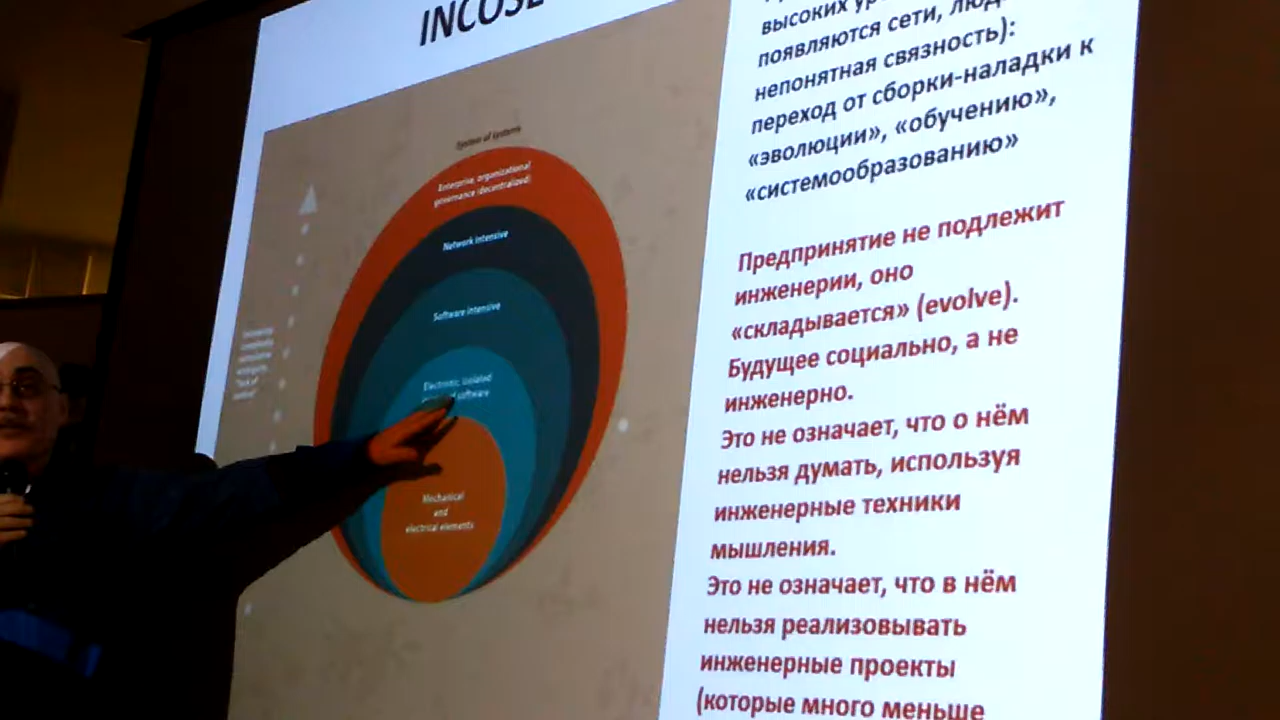 INCOSE
System of systems
Enterprise, organizational
governance (decentralized)
Network intensive
Software intensive
Electronic, isolated
software
Mechanical
and
electrical elements
высоких
появляются сети,
непонятная связность):
переход от сборки-наладки к
«эволюции», «обучению»,
«системообразованию»
Предпринятие не подлежит
инженерии, оно
«складывается» (evolve).
Будущее социально, а не
инженерно.
Это не означает, что о нём
нельзя думать, используя
инженерные техники
мышления.
Это не означает, что в нём
нельзя реализовывать
инженерные проекты
(которые много меньше